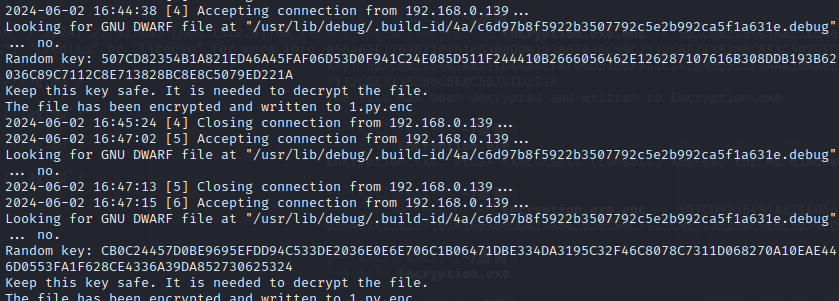 2024-06-02 16:44:38 [4] Accepting connection from 192.168.0.139...
Looking for GNU DWARF file at "/usr/lib/debug/.build-id/4a/c6d97b8f5922b3507792c5e2b992ca5f1a631e.debug"
... no.
Random key: 507CD82354B1A821ED46A45FAF06D53D0F941C24E085D511F244410B2666056462E126287107616B308DDB193B62
036C89C7112C8E713828BC8E8C5079ED221A
Keep this key safe. It is needed to decrypt the file.
The file has been encrypted and written to 1.py.enc
2024-06-02 16:45:24 [4] Closing connection from 192.168.0.139...
2024-06-02 16:47:02 [5] Accepting connection from 192.168.0.139...
Looking for GNU DWARF file at "/usr/lib/debug/.build-id/4a/c6d97b8f5922b3507792c5e2b992ca5f1a631e.debug"
... no.
2024-06-02 16:47:13 [5] Closing connection from 192.168.0.139...
2024-06-02 16:47:15 [6] Accepting connection from 192.168.0.139...
Looking for GNU DWARF file at "/usr/lib/debug/.build-id/4a/c6d97b8f5922b3507792c5e2b992ca5f1a631e.debug"
... no.
Random key: CB0C24457D0BE9695EFDD94C533DE2036E0E6E706C1B06471DBE334DA3195C32F46C8078C7311D068270A10EAE44
6D0553FA1F628CE4336A39DA852730625324
Keep this key safe. It is needed to decrypt the file.
The file has been encrypted and written to 1.py.enc